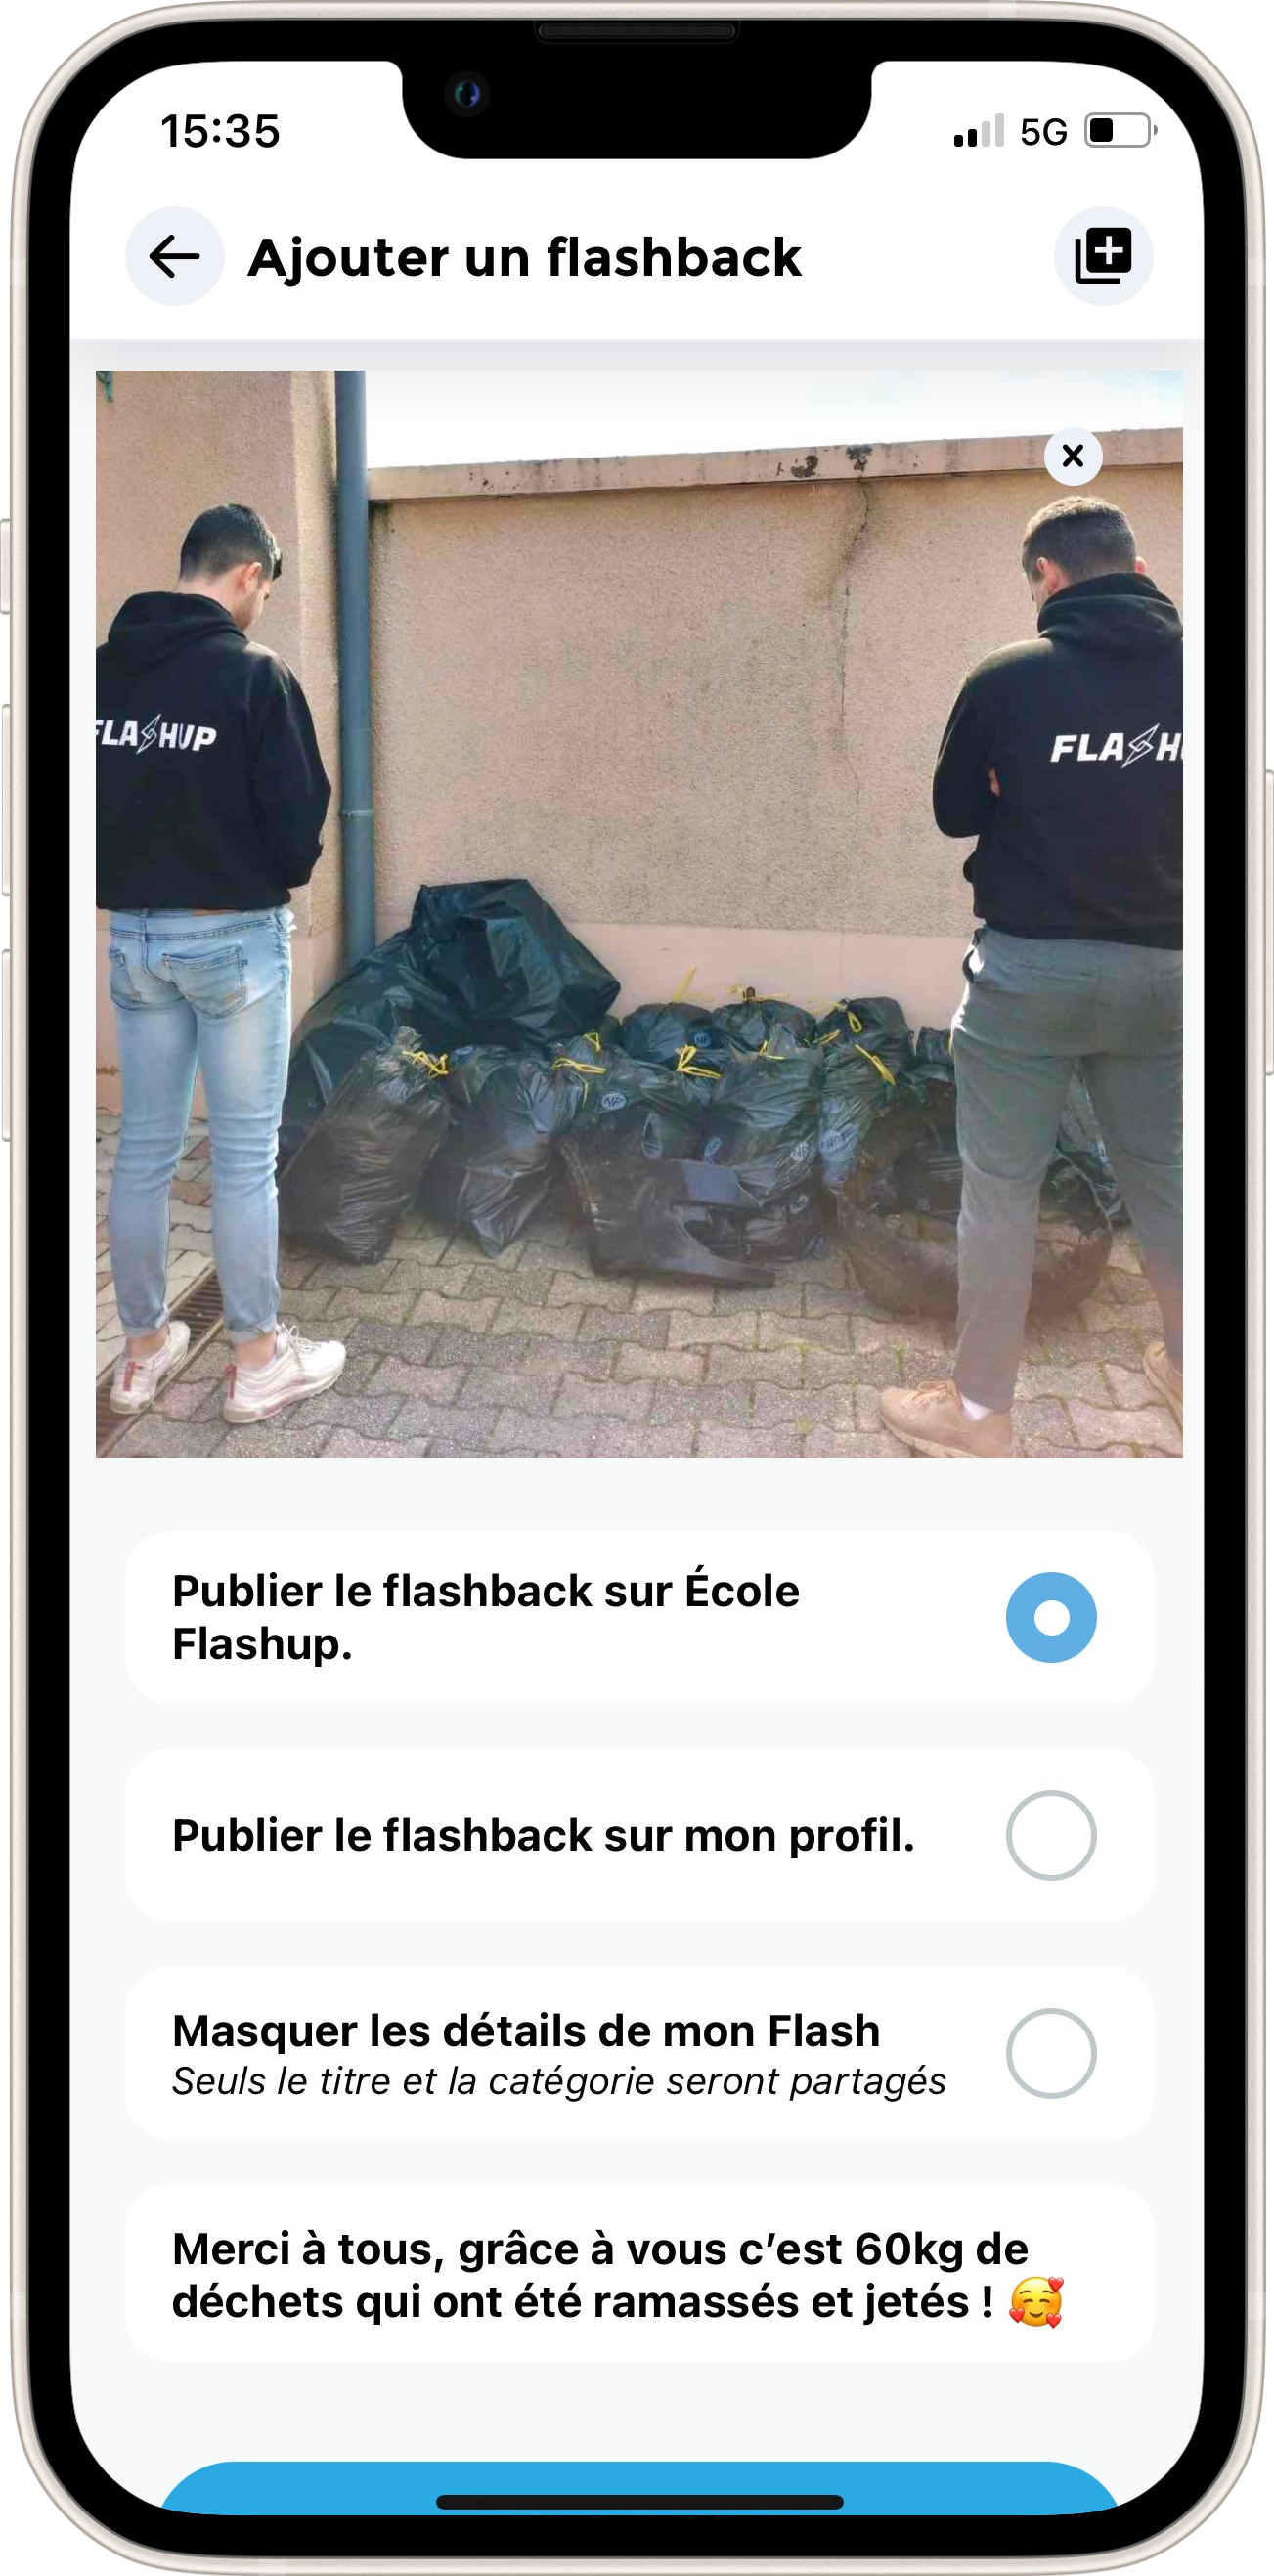 15:35 5G
Ajouter un flashback
FLASHUP
FLASH
NF
NF
Publier le flashback sur École
Flashup.
Publier le flashback sur mon profil.
Masquer les détails de mon Flash
Seuls le titre et la catégorie seront partagés
Merci à tous, grâce à vous c’est 60kg de
déchets qui ont été ramassés et jetés ! 🥰